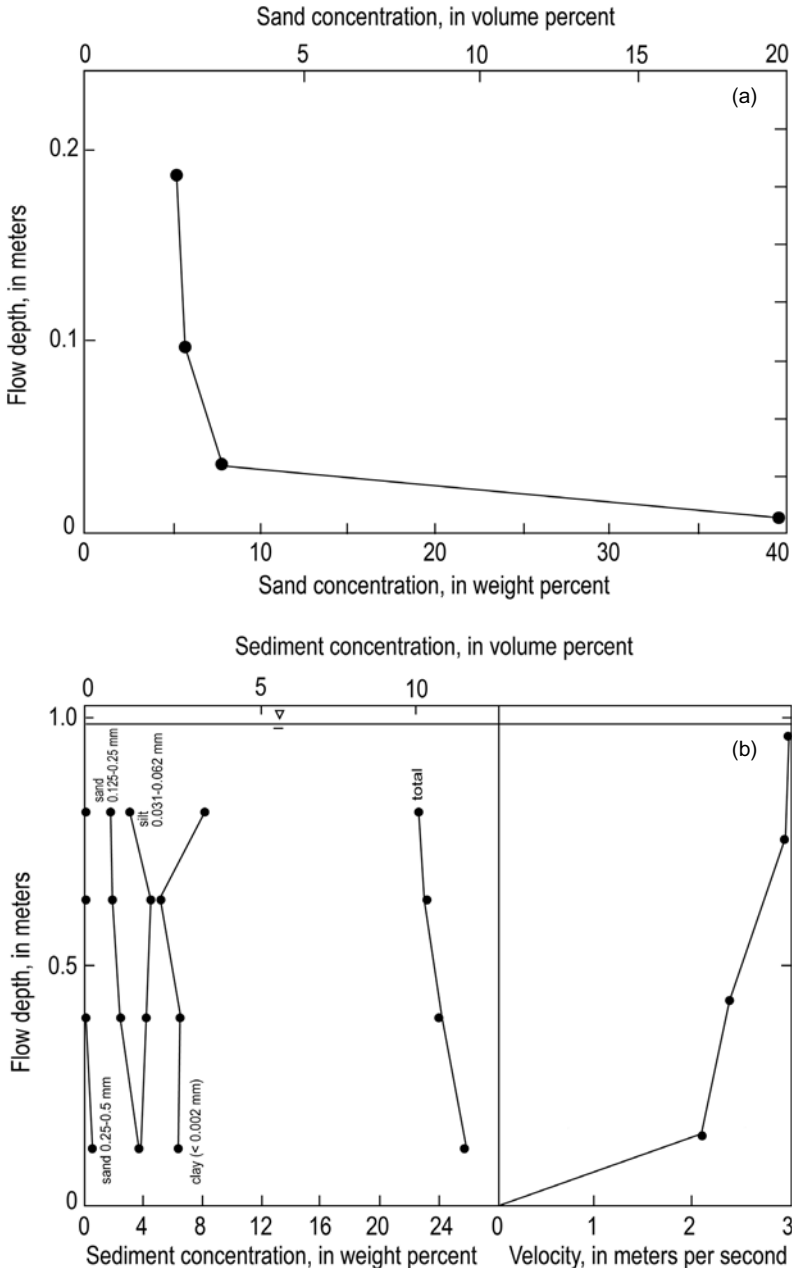 Sand concentration, in volume percent
0 5 10 15 20
(a)
0.2
0.1
0
Flow depth, in meters
0 10 20 30 40
Sand concentration, in weight percent
Sediment concentration, in volume percent
0 5 10
1.0
0.5
0
Flow depth, in meters
(b)
sand
0.125-0.25 mm
silt
0.031-0.062 mm
total
sand 0.25-0.5 mm
clay (< 0.002 mm)
0 4 8 12 16 20 24
0 1 2 3
Sediment concentration, in weight percent
Velocity, in meters per second